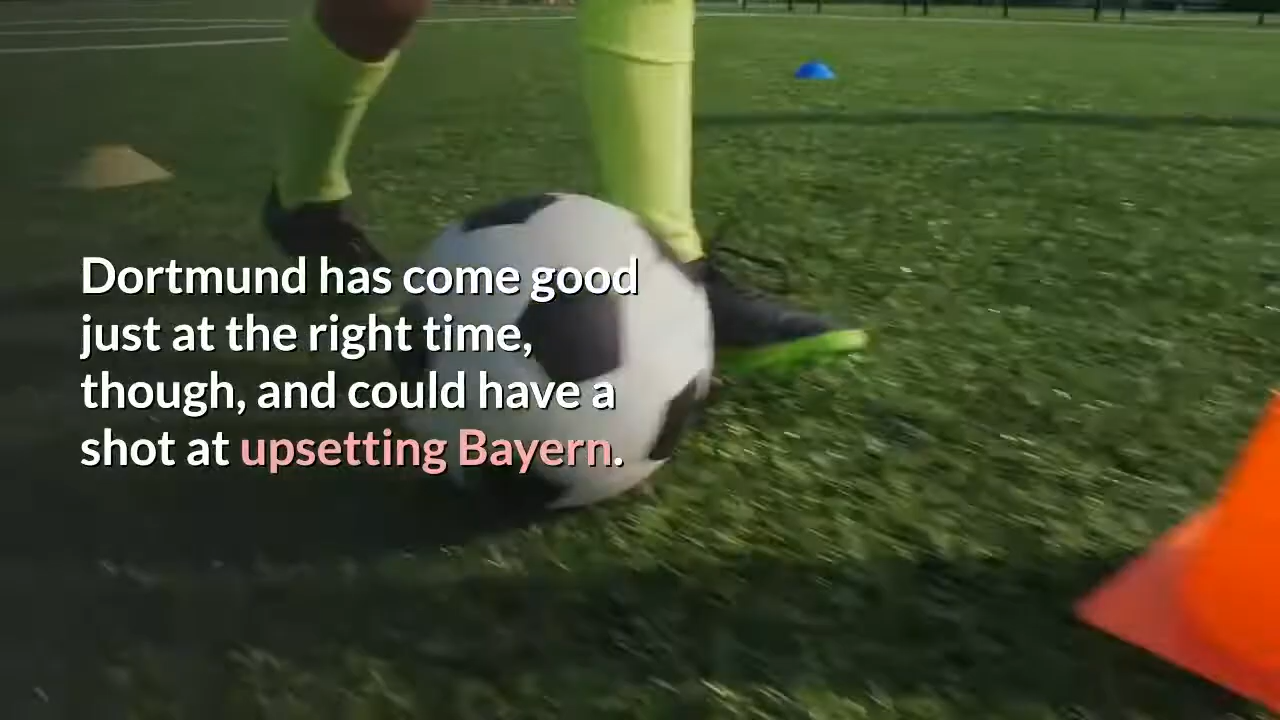 Dortmund has come good
just at the right time,
though, and could have a
shot at upsetting Bayern.